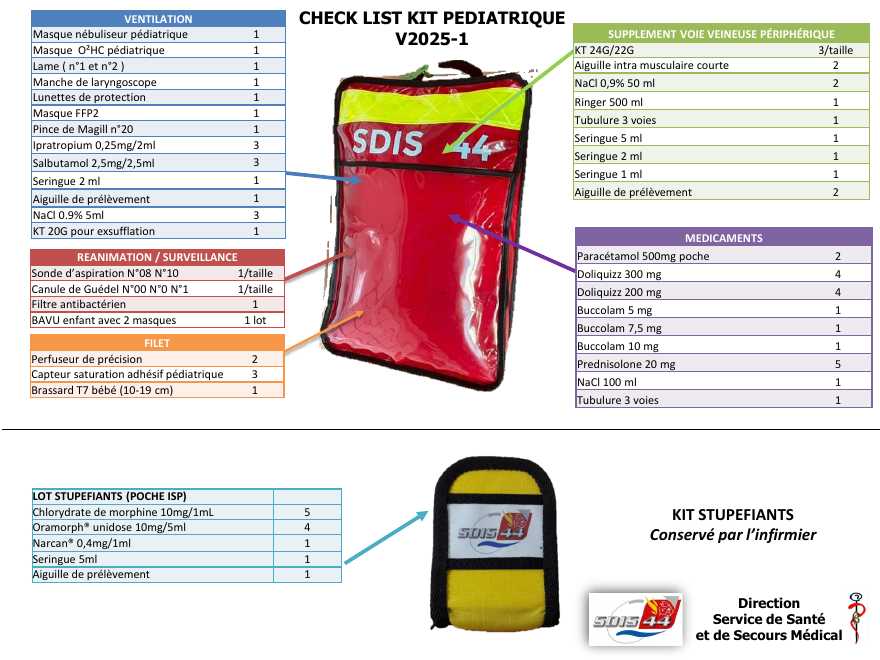 CHECK LIST KIT PEDIATRIQUE
V2025-1
VENTILATION
Masque nébuliseur pédiatrique 1
Masque O²HC pédiatrique 1
Lame ( n°1 et n°2 ) 1
Manche de laryngoscope 1
Lunettes de protection 1
Masque FFP2 1
Pince de Magill n°20 1
Ipratropium 0,25mg/2ml 3
Salbutamol 2,5mg/2,5ml 3
Seringue 2 ml 1
Aiguille de prélèvement 1
NaCl 0.9% 5ml 3
KT 20G pour exsufflation 1
REANIMATION / SURVEILLANCE
Sonde d’aspiration N°08 N°10 1/taille
Canule de Guédel N°00 N°0 N°1 1/taille
Filtre antibactérien 1
BAVU enfant avec 2 masques 1 lot
FILET
Perfuseur de précision 2
Capteur saturation adhésif pédiatrique 3
Brassard T7 bébé (10-19 cm) 1
SDIS 44
SUPPLEMENT VOIE VEINEUSE PÉRIPHÉRIQUE
KT 24G/22G 3/taille
Aiguille intra musculaire courte 2
NaCl 0,9% 50 ml 2
Ringer 500 ml 1
Tubulure 3 voies 1
Seringue 5 ml 1
Seringue 2 ml 1
Seringue 1 ml 1
Aiguille de prélèvement 2
MEDICAMENTS
Paracétamol 500mg poche 2
Doliquizz 300 mg 4
Doliquizz 200 mg 4
Buccolam 5 mg 1
Buccolam 7,5 mg 1
Buccolam 10 mg 1
Prednisolone 20 mg 5
NaCl 100 ml 1
Tubulure 3 voies 1
LOT STUPEFIANTS (POCHE ISP)
Chlorydrate de morphine 10mg/1mL 5
Oramorph® unidose 10mg/5ml 4
Narcan® 0,4mg/1ml 1
Seringue 5ml 1
Aiguille de prélèvement 1
SDIS 44
KIT STUPEFIANTS
Conservé par l’infirmier
SDIS 44
Direction
Service de Santé
et de Secours Médical